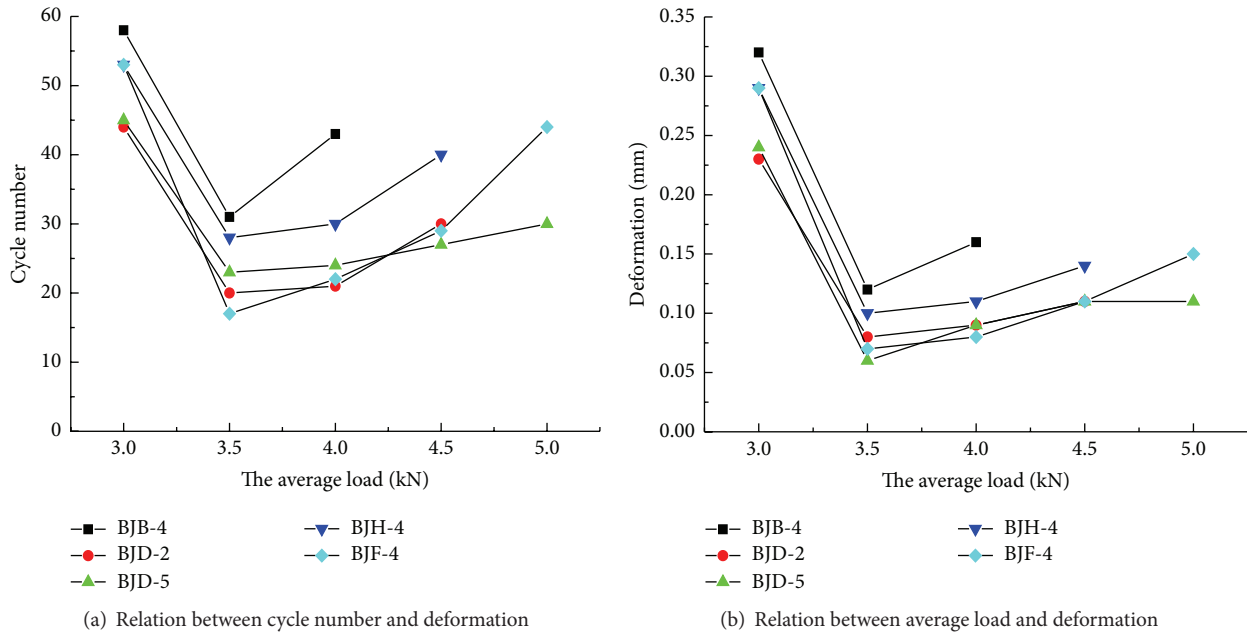 60
50
40
30
20
10
0
Cycle number
3.0 3.5 4.0 4.5 5.0
The average load (kN)
BJB-4 BJH-4
BJD-2 BJF-4
BJD-5
(a) Relation between cycle number and deformation
0.35
0.30
0.25
0.20
0.15
0.10
0.05
0.00
Deformation (mm)
3.0 3.5 4.0 4.5 5.0
The average load (kN)
BJB-4 BJH-4
BJD-2 BJF-4
BJD-5
(b) Relation between average load and deformation